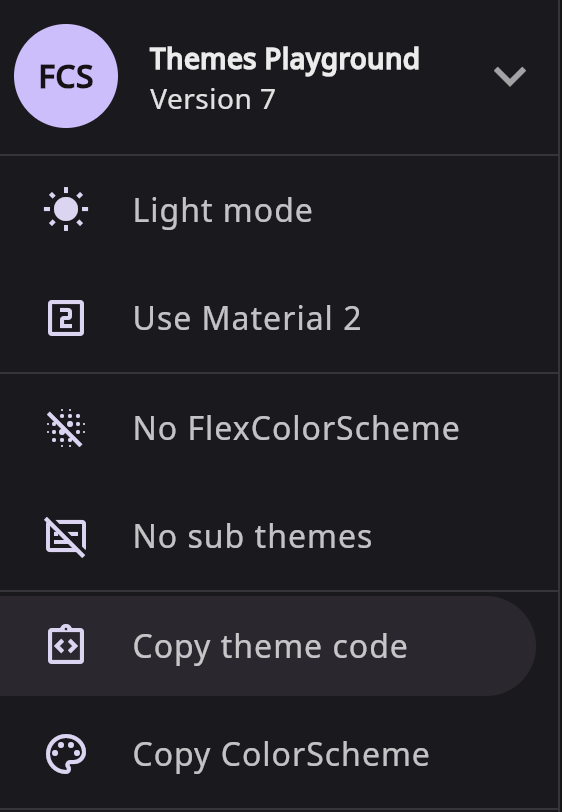 FCS
Themes Playground
Version 7
Light mode
2
Use Material 2
No FlexColorScheme
No sub themes
Copy theme code
Copy ColorScheme